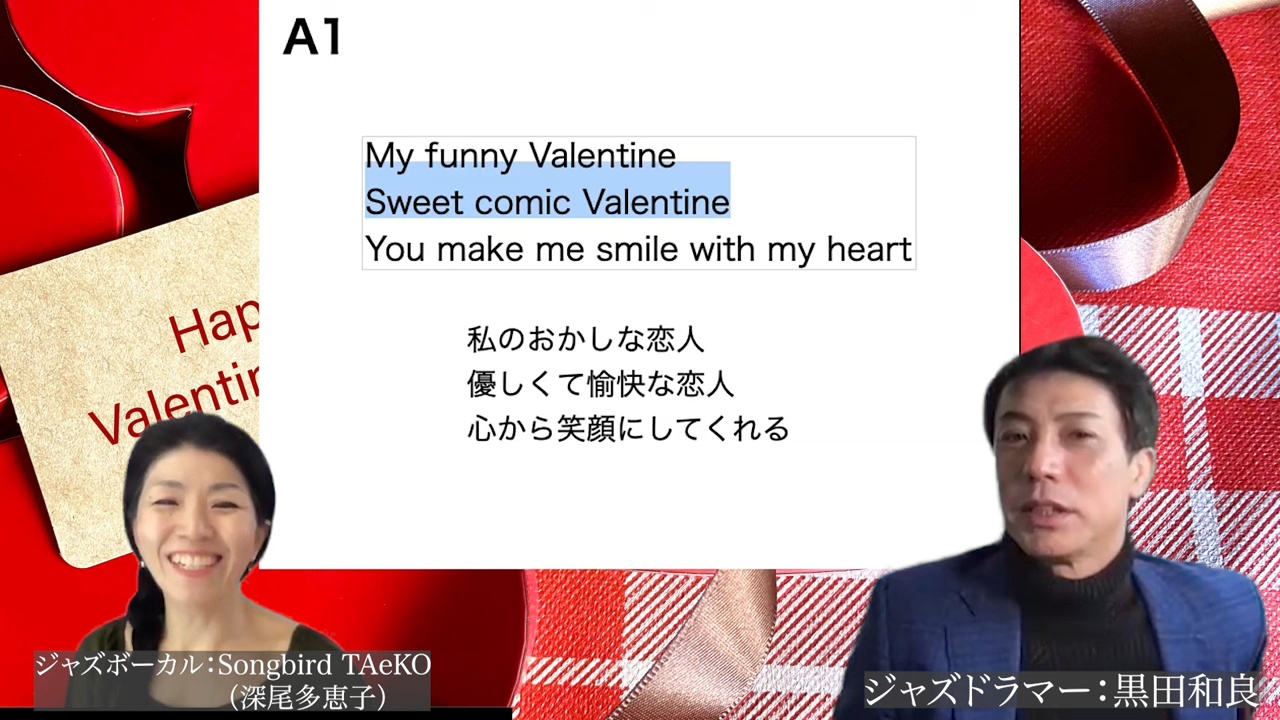 A1
My funny Valentine
Sweet comic Valentine
You make me smile with my heart
私のおかしな恋人
優しくて愉快な恋人
心から笑顔にしてくれる
Hap
Valentin
ジャズボーカル：Songbird TAeKO
（深尾多恵子）
ジャズドラマー：黒田和良